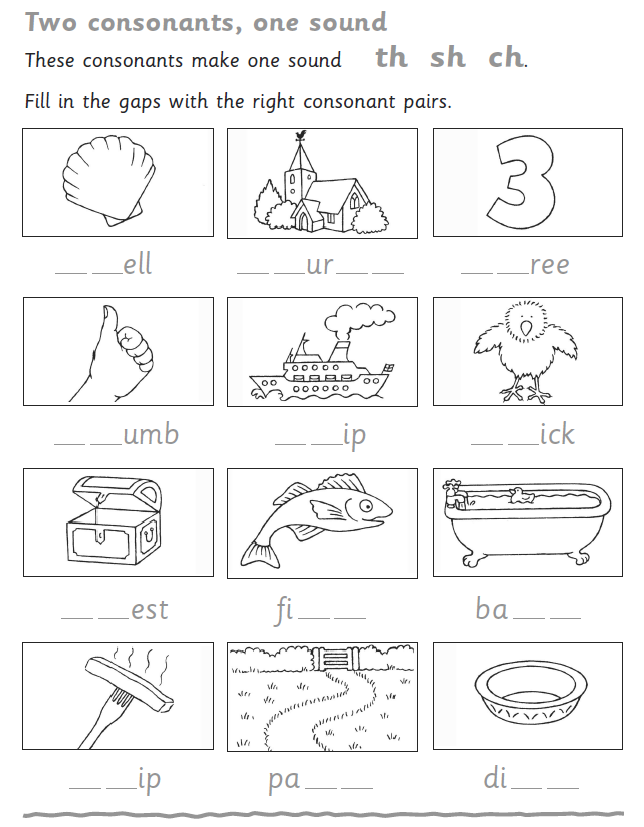 Two consonants, one sound
These consonants make one sound th sh ch.
Fill in the gaps with the right consonant pairs.
3
__ __ell __ __ur__ __ __ __ree
__ __umb __ __ip __ __ick
__ __est fi__ __ ba__ __
__ __ip pa__ __ di__ __